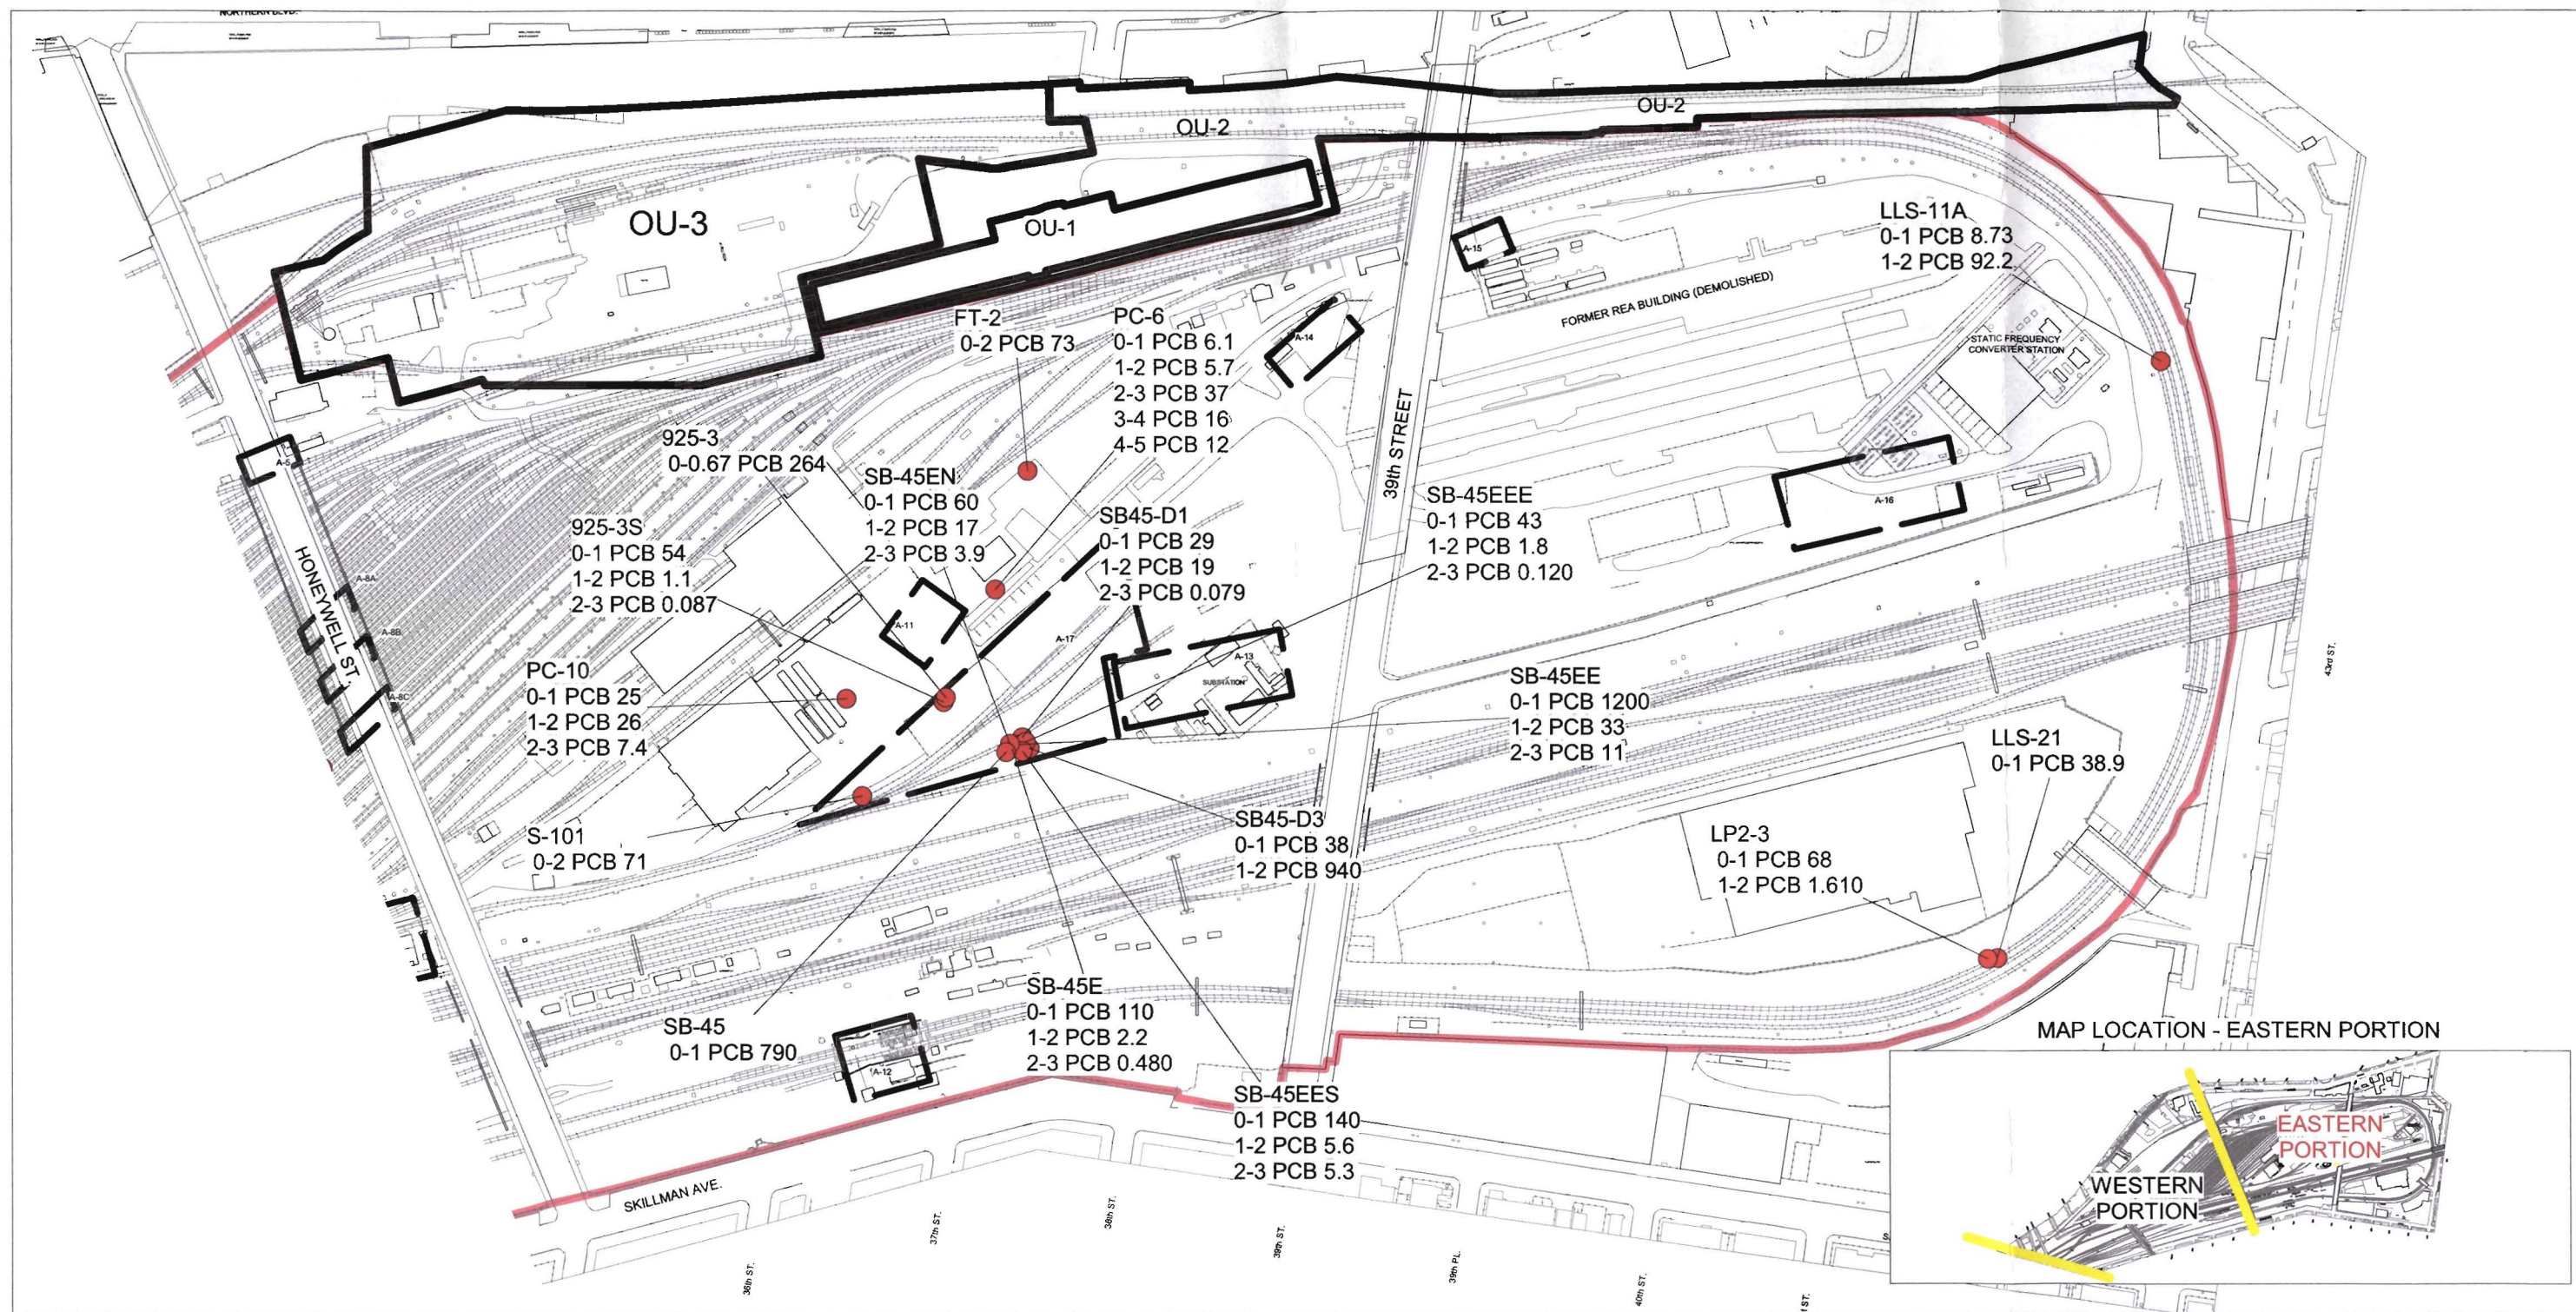 NORTHERN BLVD.
OU-2
OU-2
OU-3
OU-1
LLS-11A
0-1 PCB 8.73
1-2 PCB 92.2
A-15
FORMER REA BUILDING (DEMOLISHED)
STATIC FREQUENCY
CONVERTER STATION
FT-2
0-2 PCB 73
PC-6
0-1 PCB 6.1
1-2 PCB 5.7
2-3 PCB 37
3-4 PCB 16
4-5 PCB 12
A-14
39th STREET
925-3
0-0.67 PCB 264
SB-45EN
0-1 PCB 60
1-2 PCB 17
2-3 PCB 3.9
A-5
SB-45EEE
0-1 PCB 43
1-2 PCB 1.8
2-3 PCB 0.120
A-16
925-3S
0-1 PCB 54
1-2 PCB 1.1
2-3 PCB 0.087
SB45-D1
0-1 PCB 29
1-2 PCB 19
2-3 PCB 0.079
HONEYWELL ST.
A-8A
A-8B
A-8C
A-11
A-17
A-13
SUBSTATION
43rd ST.
PC-10
0-1 PCB 25
1-2 PCB 26
2-3 PCB 7.4
SB-45EE
0-1 PCB 1200
1-2 PCB 33
2-3 PCB 11
LLS-21
0-1 PCB 38.9
S-101
0-2 PCB 71
SB45-D3
0-1 PCB 38
1-2 PCB 940
LP2-3
0-1 PCB 68
1-2 PCB 1.610
SB-45
0-1 PCB 790
SB-45E
0-1 PCB 110
1-2 PCB 2.2
2-3 PCB 0.480
A-12
SB-45EES
0-1 PCB 140
1-2 PCB 5.6
2-3 PCB 5.3
MAP LOCATION - EASTERN PORTION
EASTERN
PORTION
WESTERN
PORTION
SKILLMAN AVE.
36th ST.
37th ST.
38th ST.
39th ST.
39th PL.
40th ST.
ST.